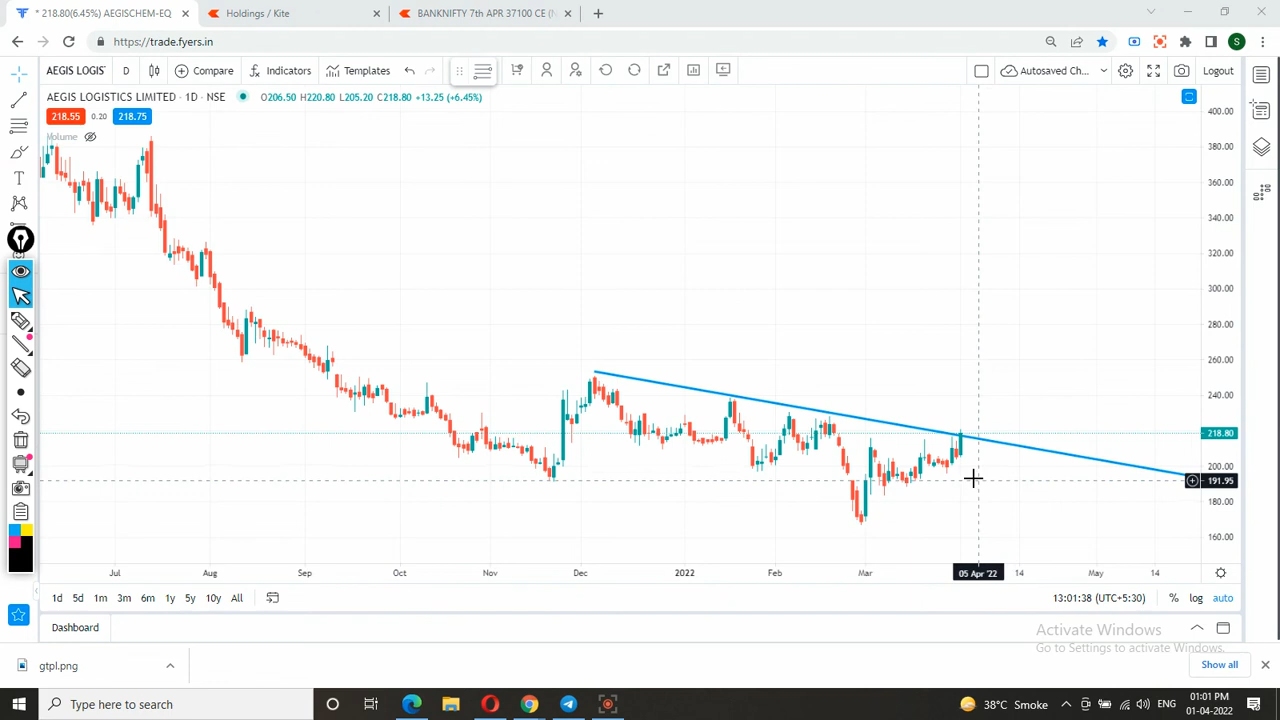 * 218.80(6.45%) AEGISCHEM-EQ
Holdings / Kite
BANKNIFTY 7th APR 37100 CE (N
https://trade.fyers.in
S
AEGIS LOGIS
D
Compare
Indicators
Templates
Autosaved Ch...
Logout
AEGIS LOGISTICS LIMITED · 1D · NSE
O206.50 H220.80 L205.20 C218.80 +13.25 (+6.45%)
218.55
0.20
218.75
Volume
400.00
380.00
360.00
340.00
320.00
300.00
280.00
260.00
240.00
218.80
200.00
191.95
180.00
160.00
Jul
Aug
Sep
Oct
Nov
Dec
2022
Feb
Mar
05 Apr '22
14
May
14
1d
5d
1m
3m
6m
1y
5y
10y
All
13:01:38 (UTC+5:30)
%
log
auto
Dashboard
Activate Windows
Go to Settings to activate Windows.
gtpl.png
Show all
Type here to search
38°C Smoke
ENG
01:01 PM
01-04-2022